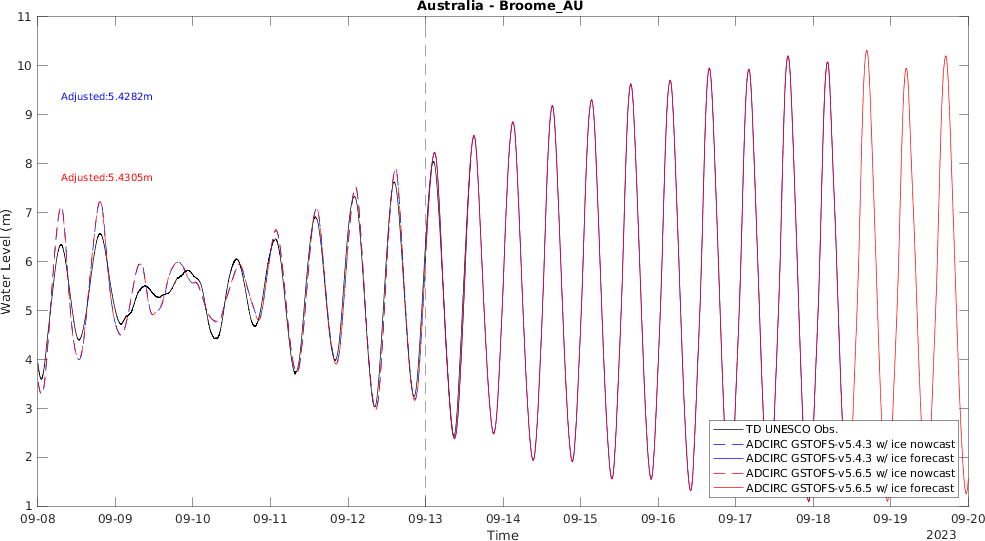 Australia - Broome_AU
11
10
9
8
7
6
5
4
3
2
1
Water Level (m)
Adjusted:5.4282m
Adjusted:5.4305m
TD UNESCO Obs.
ADCIRC GSTOFS-v5.4.3 w/ ice nowcast
ADCIRC GSTOFS-v5.4.3 w/ ice forecast
ADCIRC GSTOFS-v5.6.5 w/ ice nowcast
ADCIRC GSTOFS-v5.6.5 w/ ice forecast
09-08 09-09 09-10 09-11 09-12 09-13 09-14 09-15 09-16 09-17 09-18 09-19 09-20
Time
2023